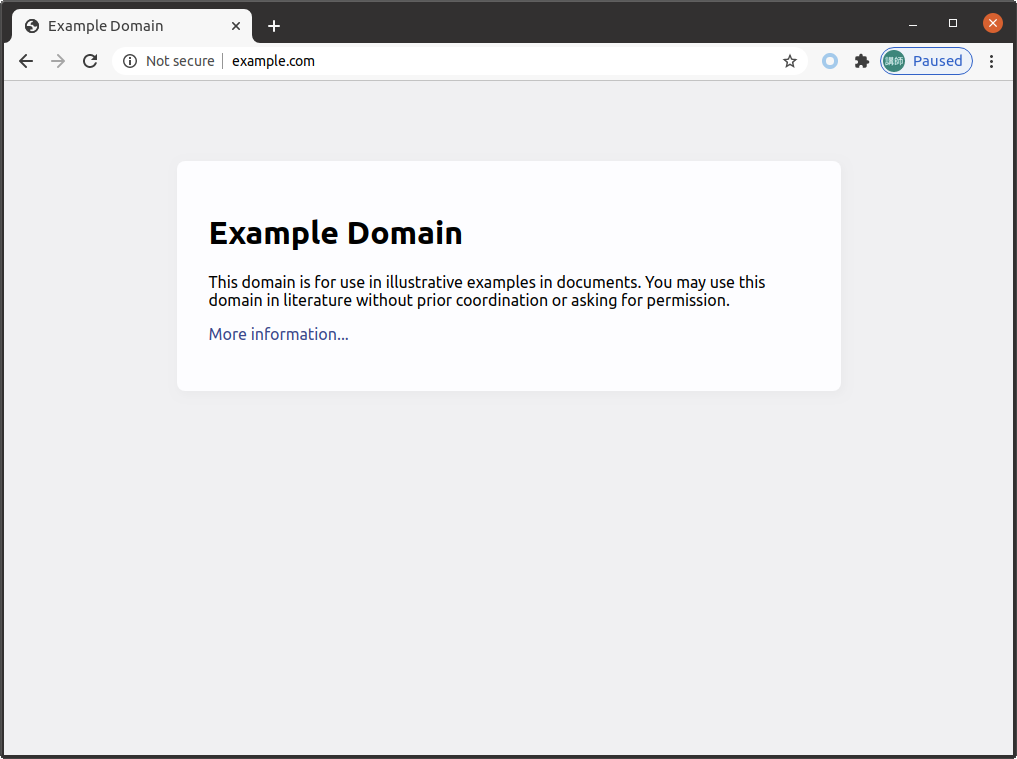 Example Domain
Not secure
example.com
講師
Paused
Example Domain
This domain is for use in illustrative examples in documents. You may use this
domain in literature without prior coordination or asking for permission.
More information...